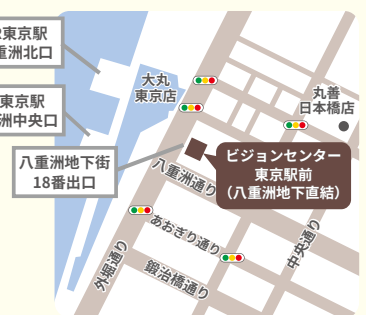 東京駅
重洲北口
東京駅
洲中央口
大丸
東京店
丸善
日本橋店
八重洲地下街
18番出口
ビジョンセンター
東京駅前
（八重洲地下直結）
八重洲通り
あおぎり通り
中央通り
外堀通り
鍛冶橋通り